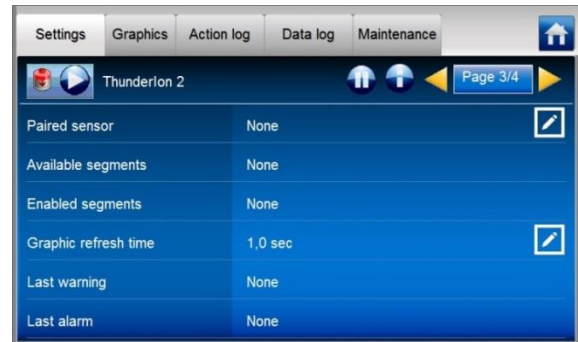 Settings Graphics Action log Data log Maintenance
ThunderIon 2 Page 3/4
Paired sensor None
Available segments None
Enabled segments None
Graphic refresh time 1,0 sec
Last warning None
Last alarm None